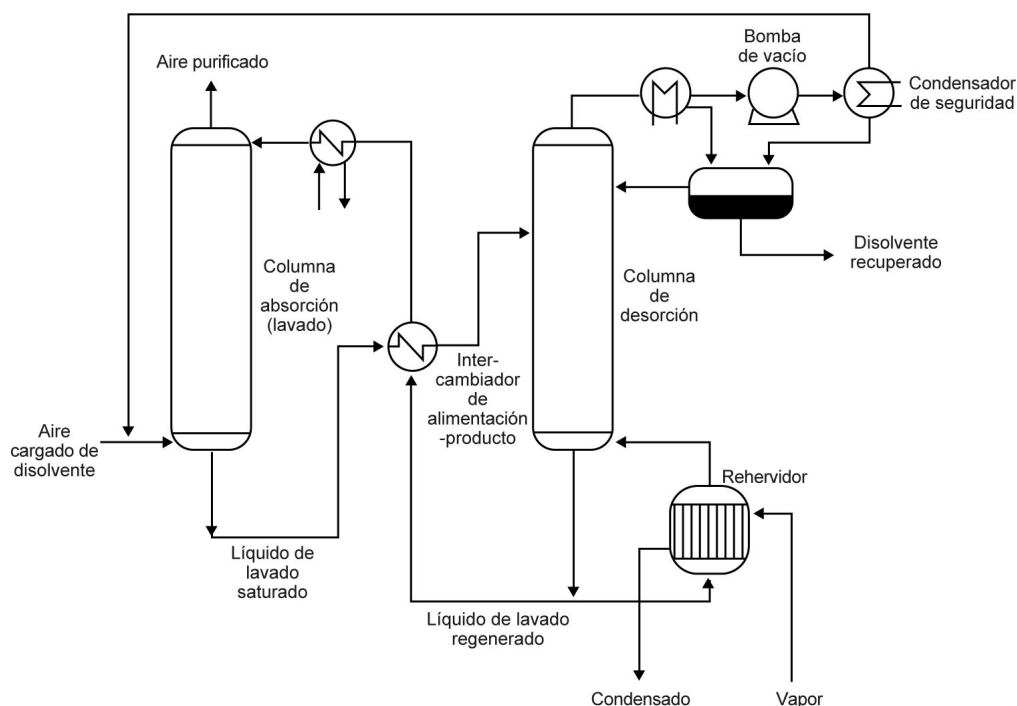 Bomba
de vacío
Aire purificado
Condensador
de seguridad
Columna
de
absorción
(lavado)
Disolvente
recuperado
Columna
de
desorción
Inter-
cambiador
de
alimentación
-producto
Aire
cargado de
disolvente
Rehervidor
Líquido de
lavado
saturado
Líquido de lavado
regenerado
Condensado
Vapor